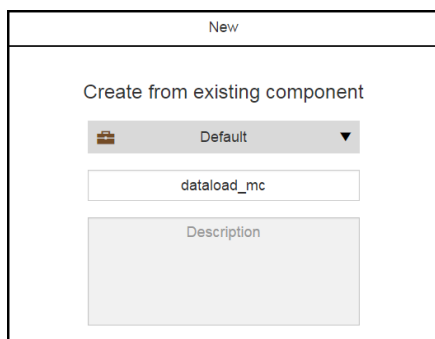 New
Create from existing component
Default
dataload_mc
Description